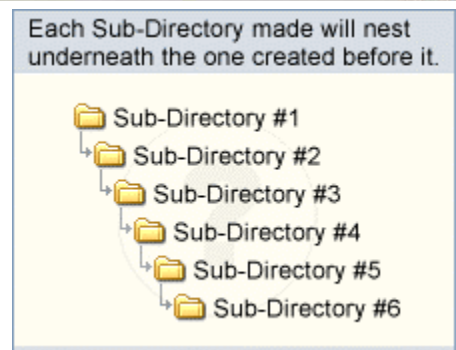 Each Sub-Directory made will nest
underneath the one created before it.
Sub-Directory #1
Sub-Directory #2
Sub-Directory #3
Sub-Directory #4
Sub-Directory #5
Sub-Directory #6